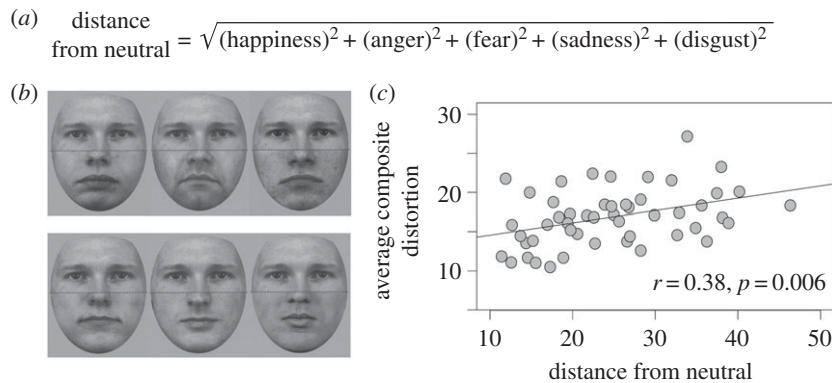 (a) distance from neutral = √(happiness)² + (anger)² + (fear)² + (sadness)² + (disgust)²
(b)
(c)
average composite
distortion
30
20
10
r = 0.38, p = 0.006
10 20 30 40 50
distance from neutral